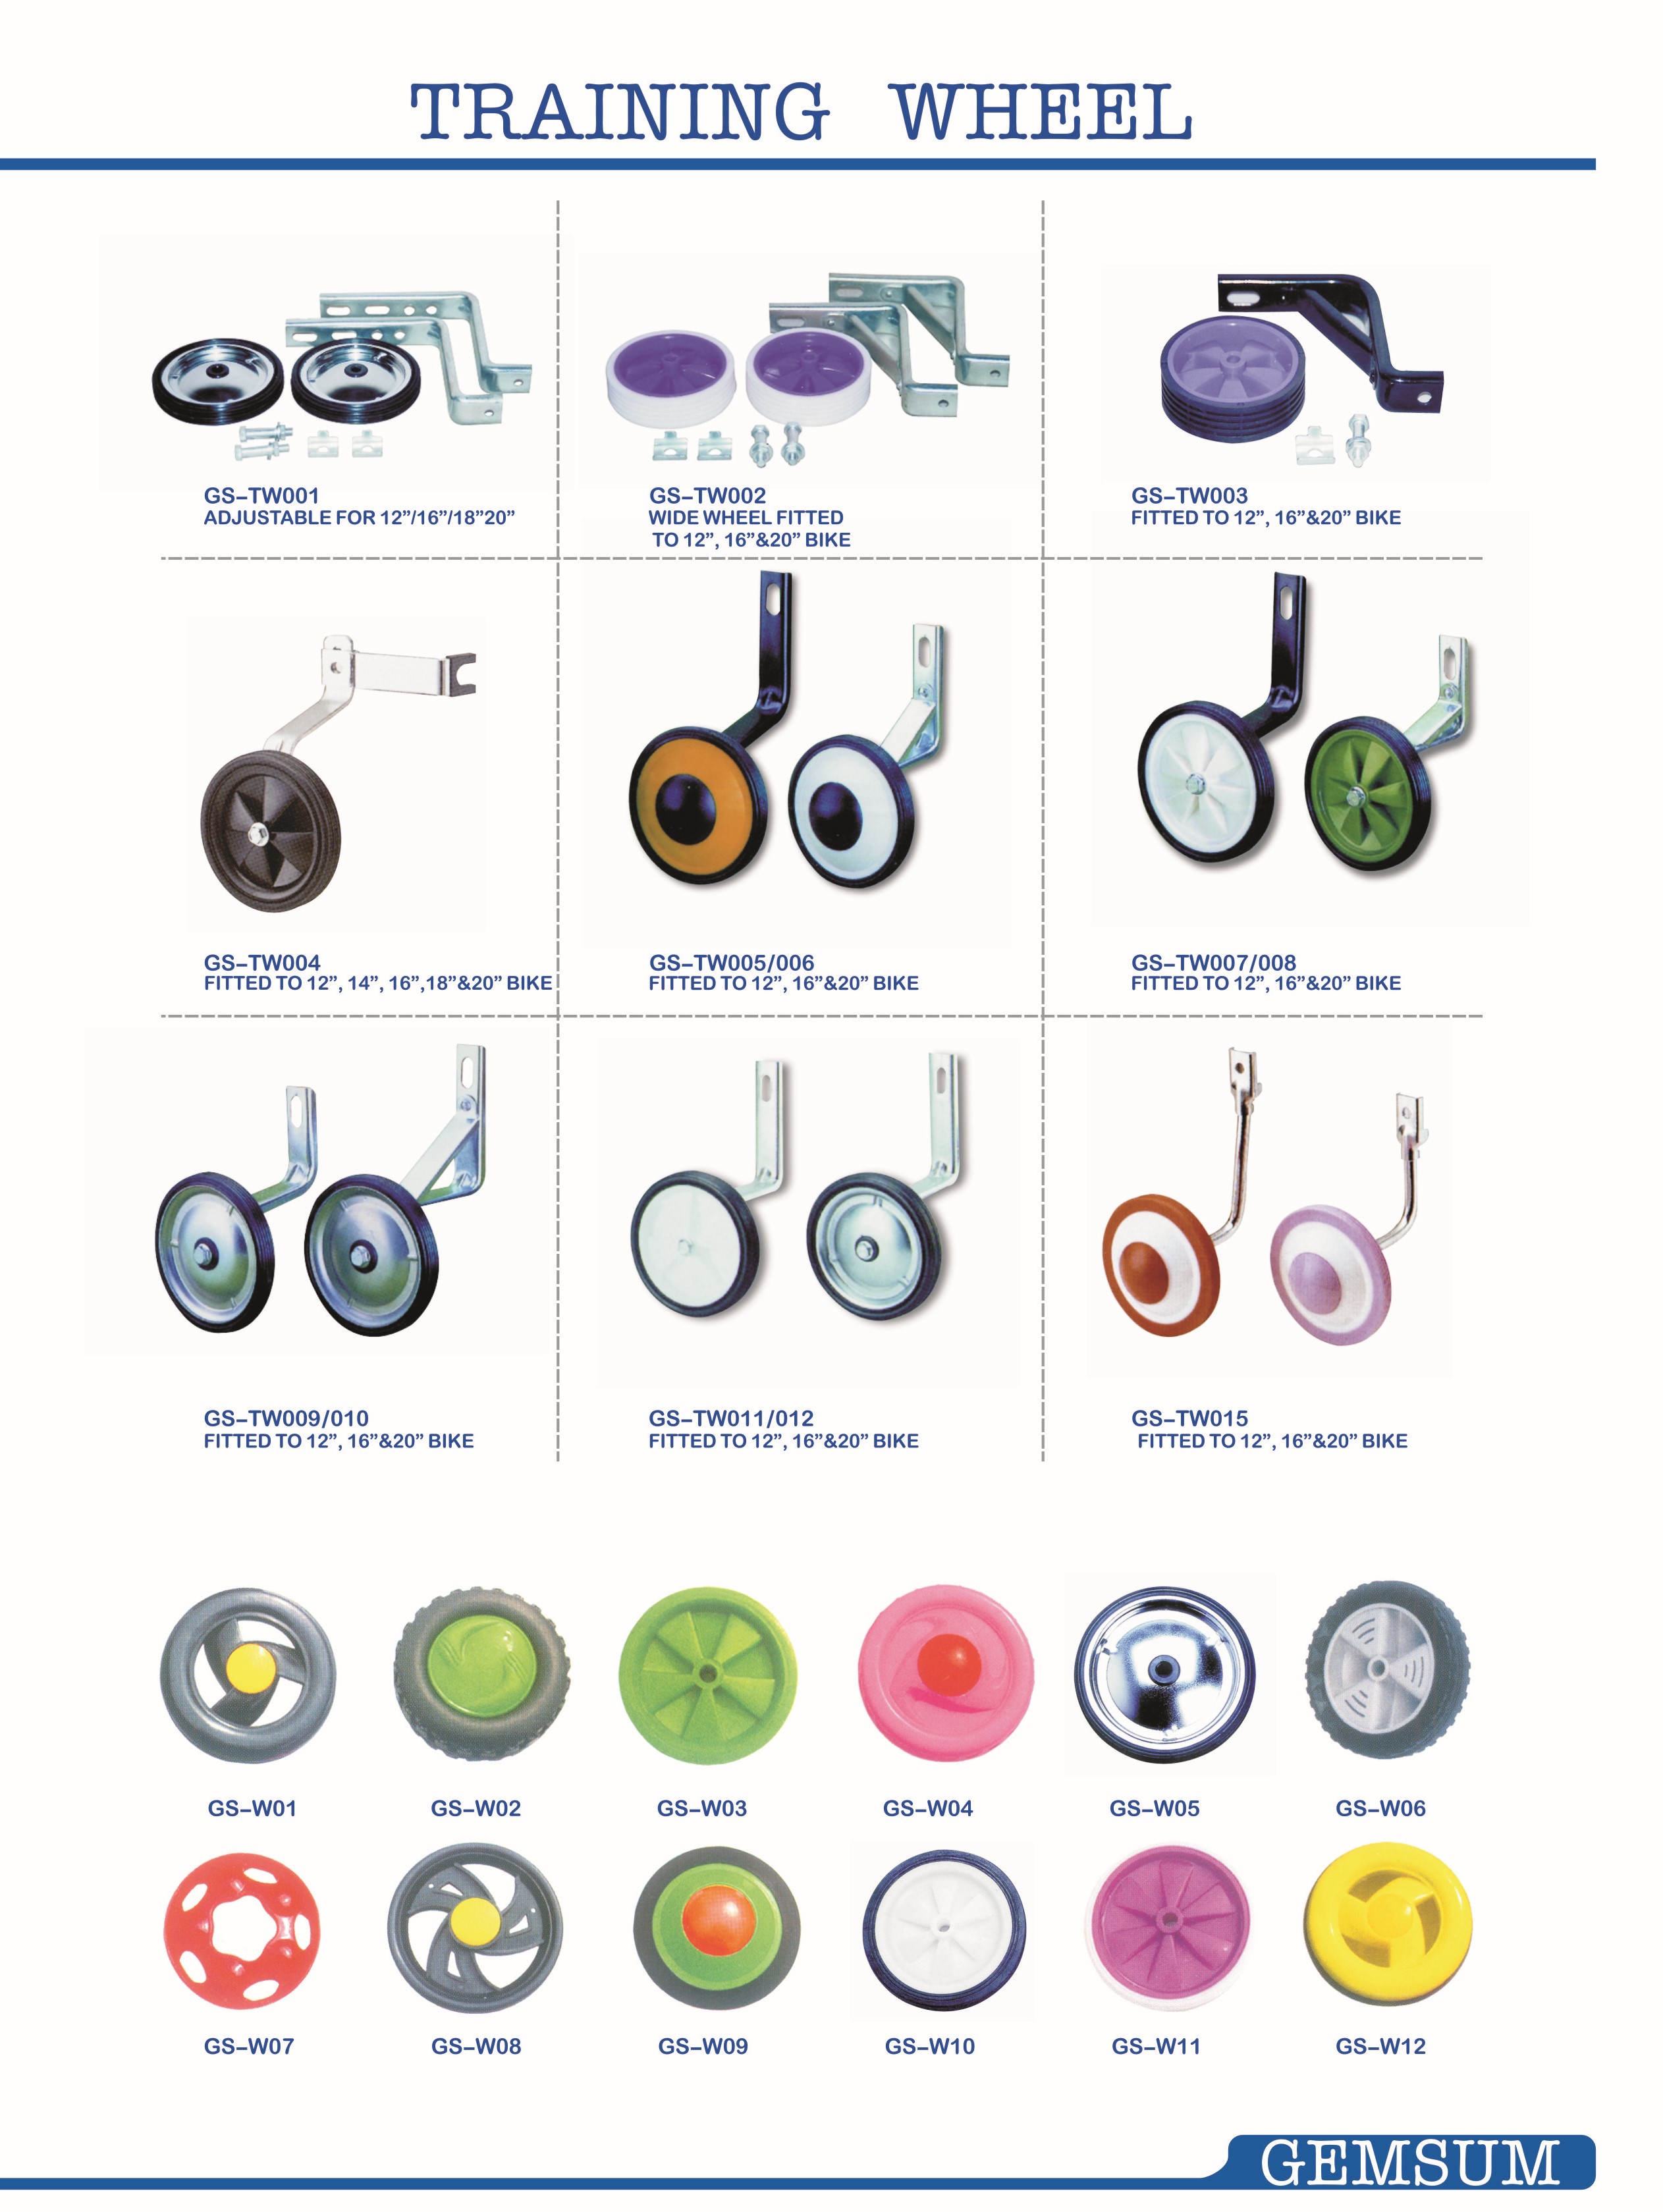 TRAINING WHEEL
GS-TW001
ADJUSTABLE FOR 12"/16"/18"20"
GS-TW002
WIDE WHEEL FITTED
TO 12", 16"&20" BIKE
GS-TW003
FITTED TO 12", 16"&20" BIKE
GS-TW004
FITTED TO 12", 14", 16",18"&20" BIKE
GS-TW005/006
FITTED TO 12", 16"&20" BIKE
GS-TW007/008
FITTED TO 12", 16"&20" BIKE
GS-TW009/010
FITTED TO 12", 16"&20" BIKE
GS-TW011/012
FITTED TO 12", 16"&20" BIKE
GS-TW015
FITTED TO 12", 16"&20" BIKE
GS-W01
GS-W02
GS-W03
GS-W04
GS-W05
GS-W06
GS-W07
GS-W08
GS-W09
GS-W10
GS-W11
GS-W12
GEMSUM